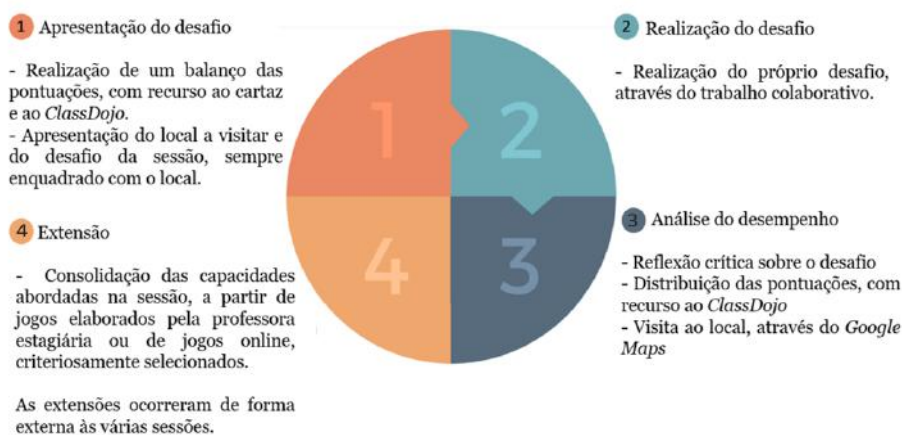 1 Apresentação do desafio
- Realização de um balanço das
pontuações, com recurso ao cartaz
e ao ClassDojo.
- Apresentação do local a visitar e
do desafio da sessão, sempre
enquadrado com o local.
2 Realização do desafio
- Realização do próprio desafio,
através do trabalho colaborativo.
1
2
4
3
3 Análise do desempenho
- Reflexão crítica sobre o desafio
- Distribuição das pontuações, com
recurso ao ClassDojo
- Visita ao local, através do Google
Maps
4 Extensão
- Consolidação das capacidades
abordadas na sessão, a partir de
jogos elaborados pela professora
estagiária ou de jogos online,
criteriosamente selecionados.
As extensões ocorreram de forma
externa às várias sessões.